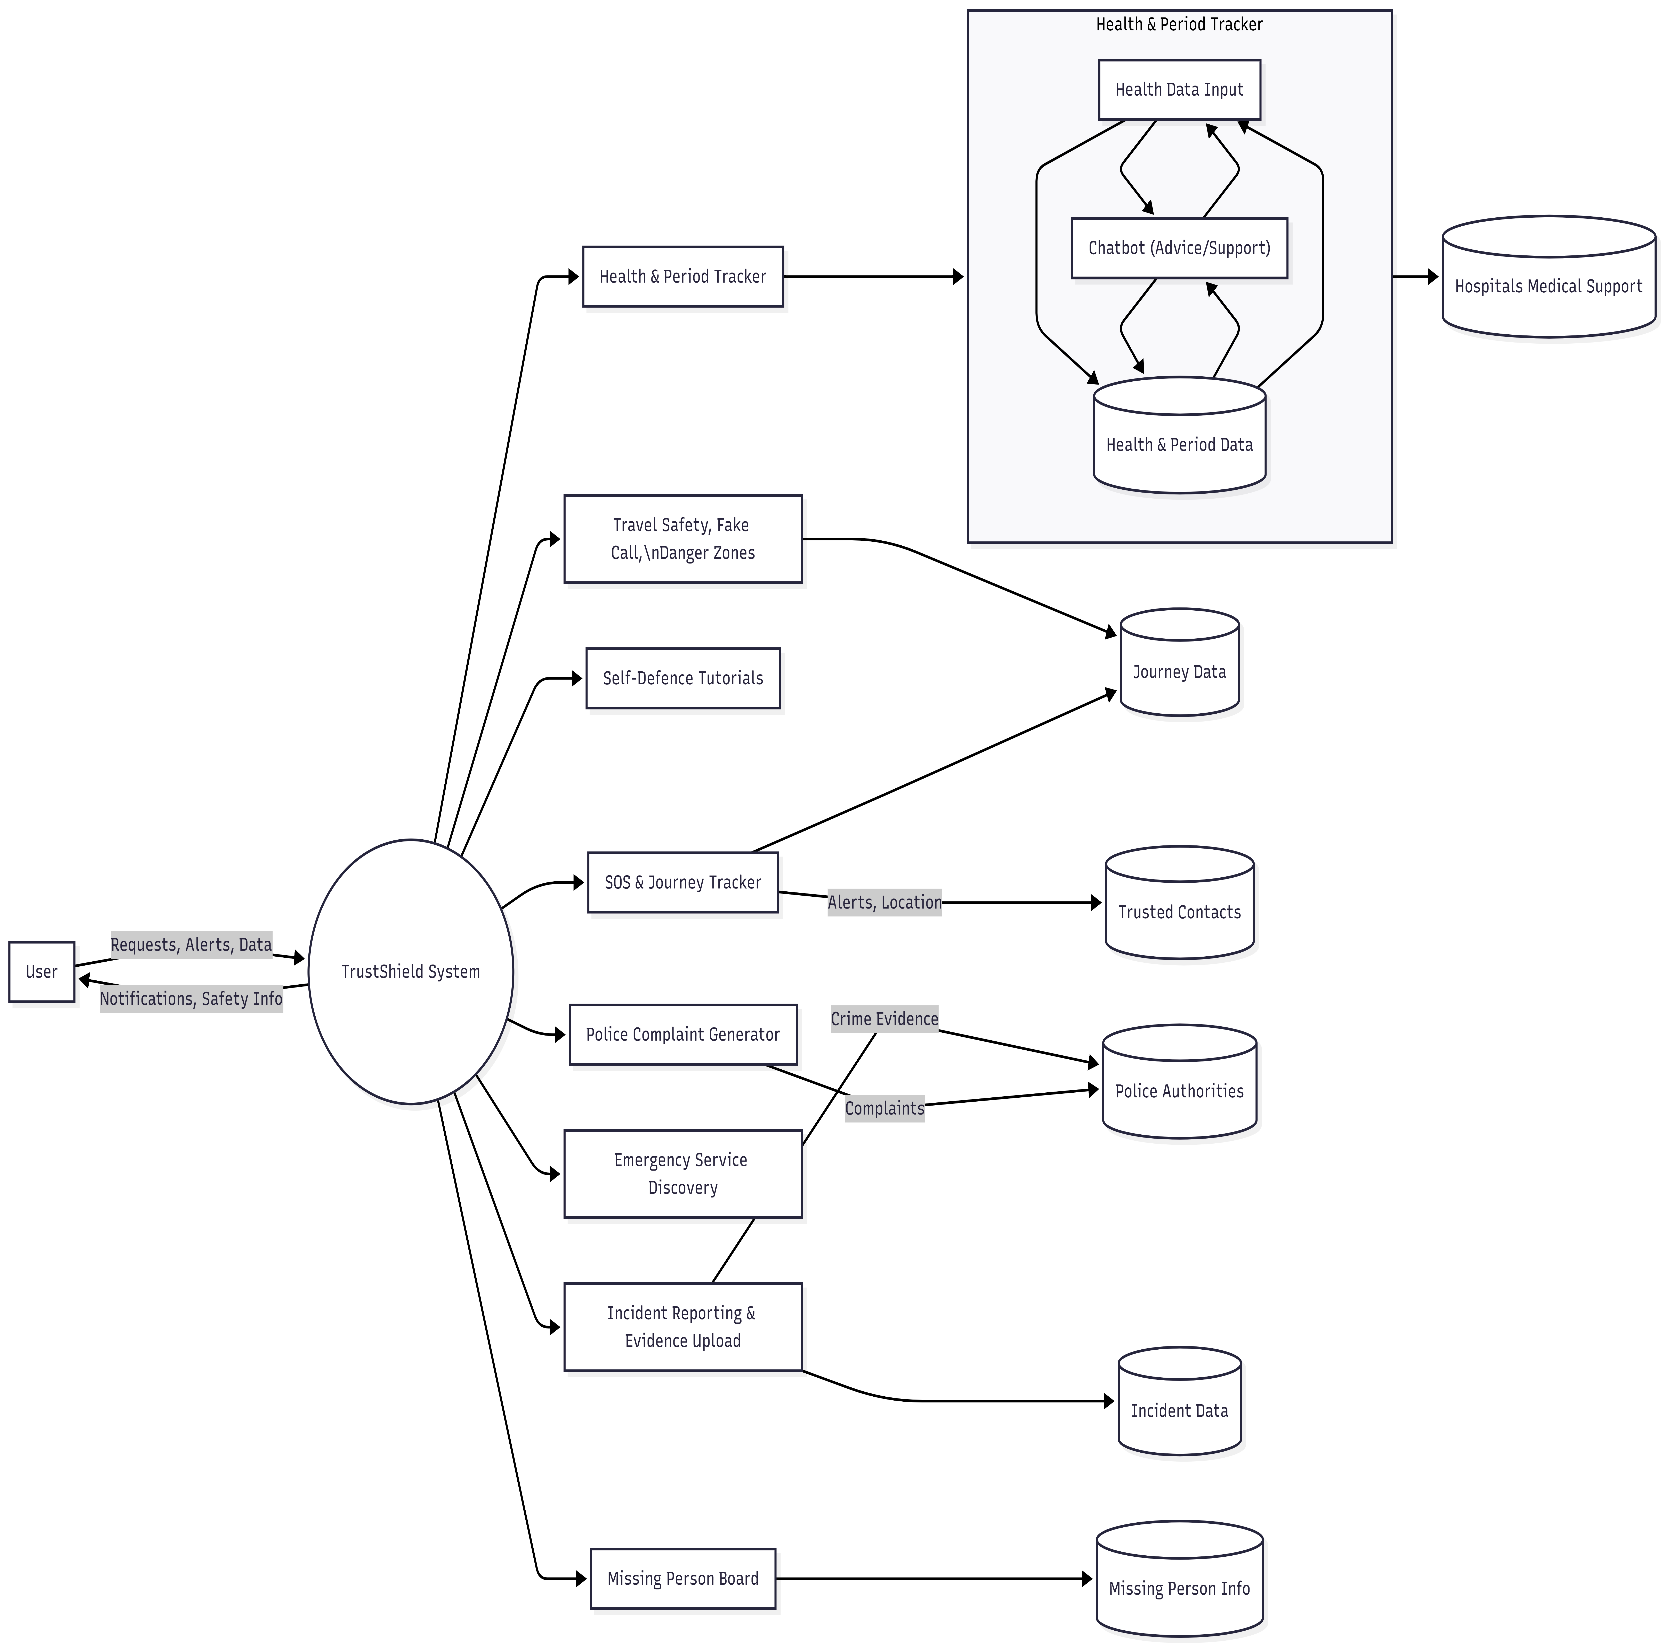 Health & Period Tracker
Health Data Input
Chatbot (Advice/Support)
Health & Period Data
Health & Period Tracker
Hospitals Medical Support
Travel Safety, Fake
Call,\nDanger Zones
Self-Defence Tutorials
Journey Data
SOS & Journey Tracker
Alerts, Location
Trusted Contacts
User
Requests, Alerts, Data
Notifications, Safety Info
TrustShield System
Police Complaint Generator
Crime Evidence
Complaints
Police Authorities
Emergency Service
Discovery
Incident Reporting &
Evidence Upload
Incident Data
Missing Person Board
Missing Person Info